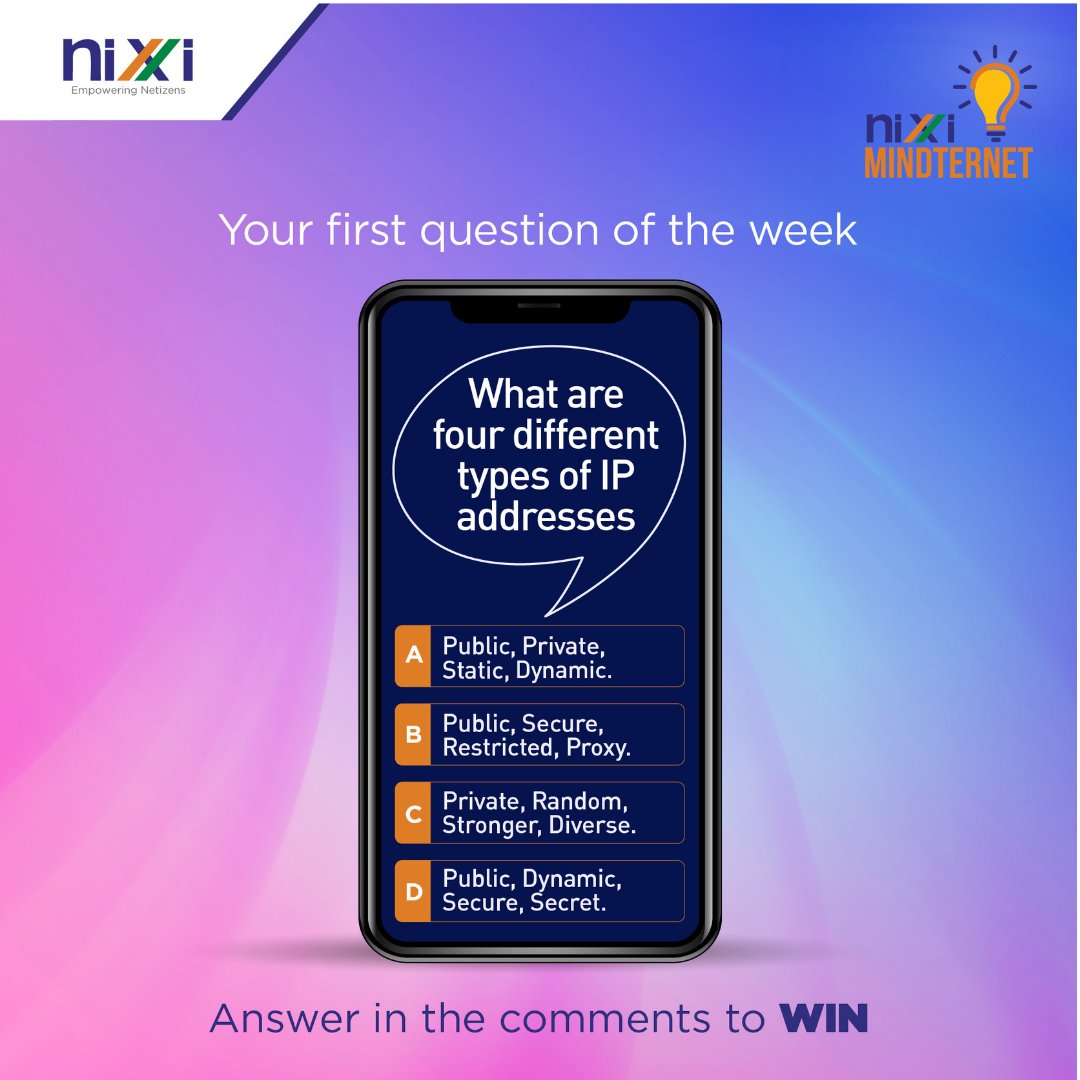 nixi
Empowering Netizens
nixi
MINDTERNET
Your first question of the week
What are
four different
types of IP
addresses
A
Public, Private,
Static, Dynamic.
B
Public, Secure,
Restricted, Proxy.
C
Private, Random,
Stronger, Diverse.
D
Public, Dynamic,
Secure, Secret.
Answer in the comments to WIN